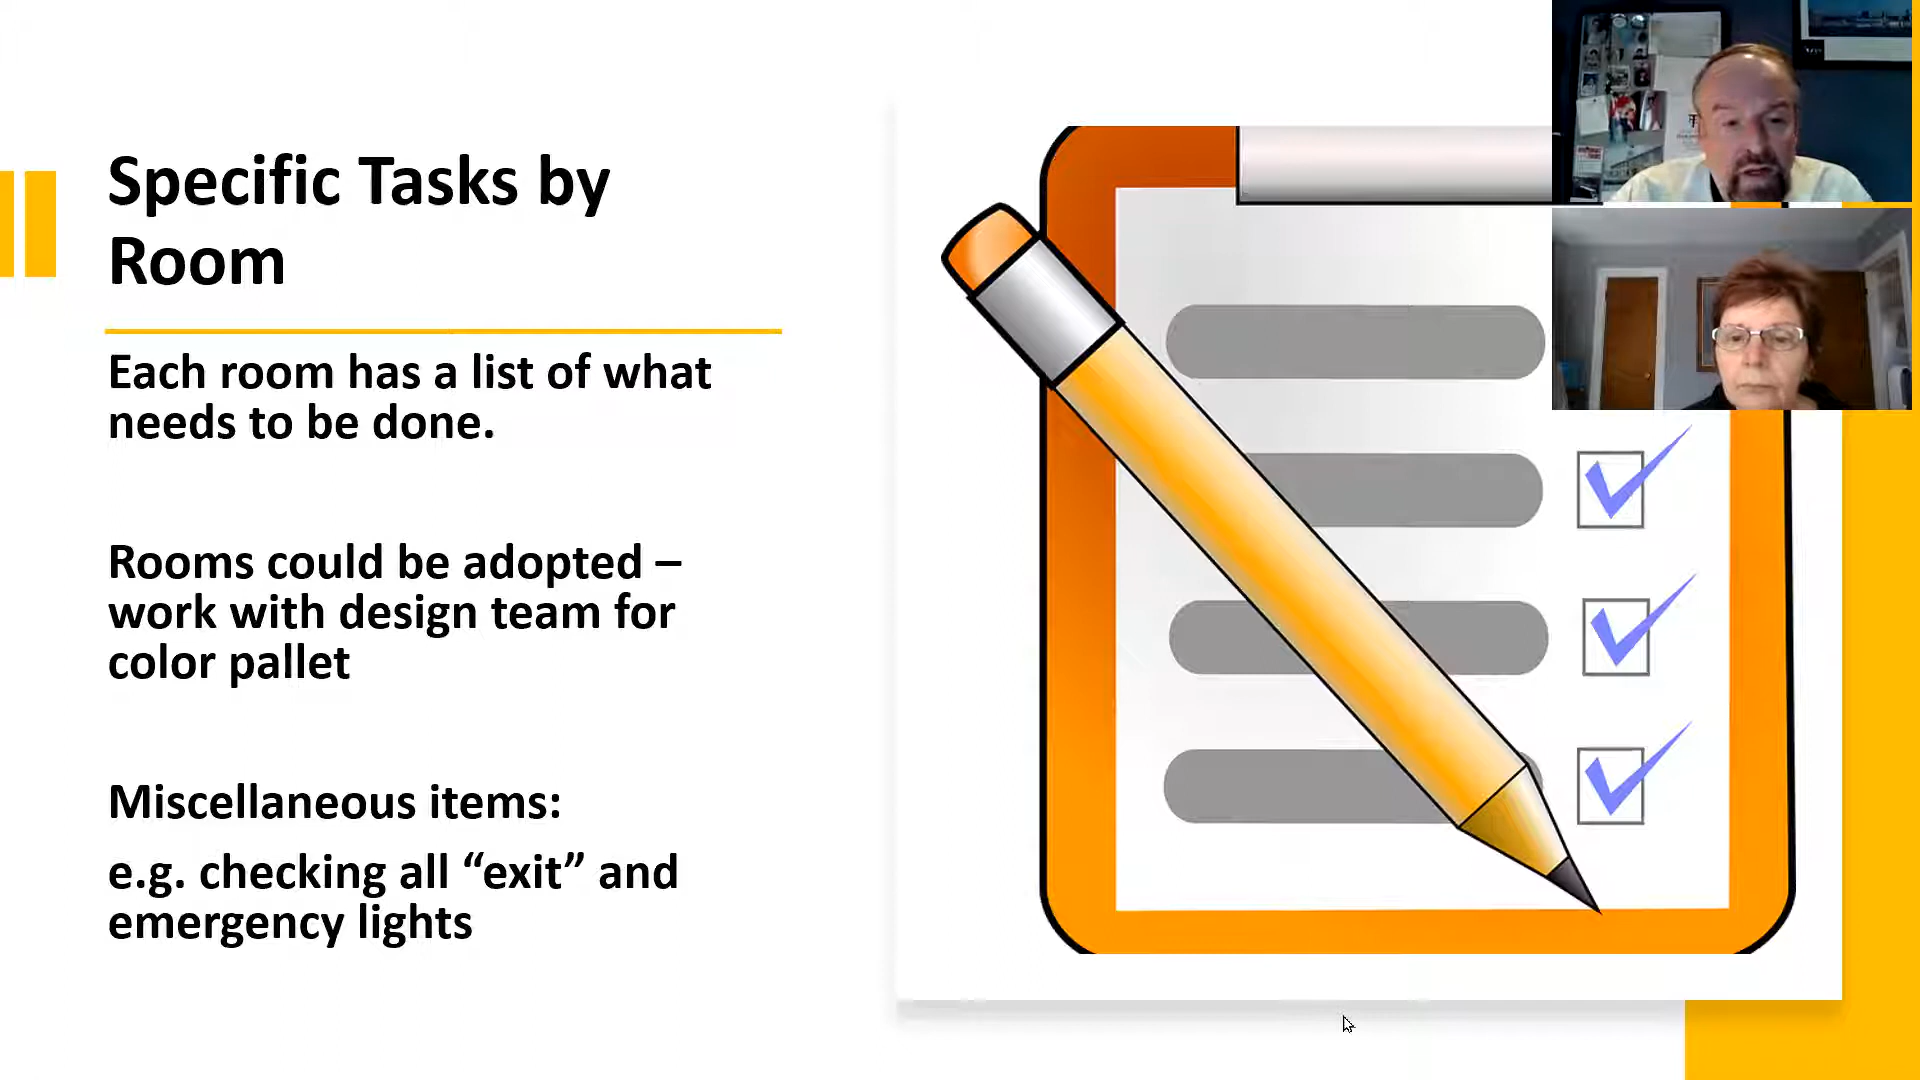 Specific Tasks by
Room
Each room has a list of what
needs to be done.
Rooms could be adopted –
work with design team for
color pallet
Miscellaneous items:
e.g. checking all “exit” and
emergency lights